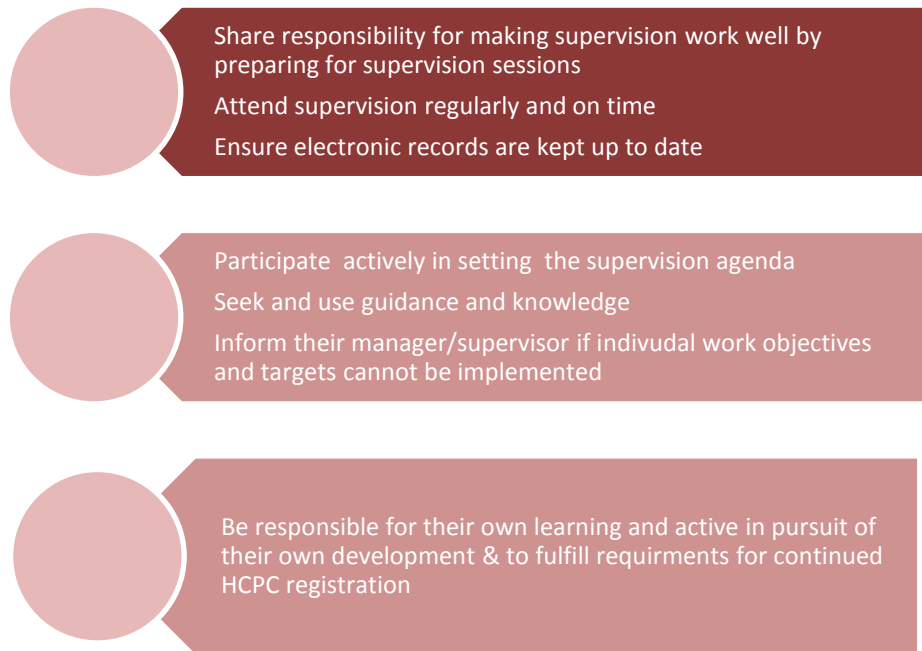 Share responsibility for making supervision work well by
preparing for supervision sessions
Attend supervision regularly and on time
Ensure electronic records are kept up to date
Participate actively in setting the supervision agenda
Seek and use guidance and knowledge
Inform their manager/supervisor if indivudal work objectives
and targets cannot be implemented
Be responsible for their own learning and active in pursuit of
their own development & to fulfill requirments for continued
HCPC registration